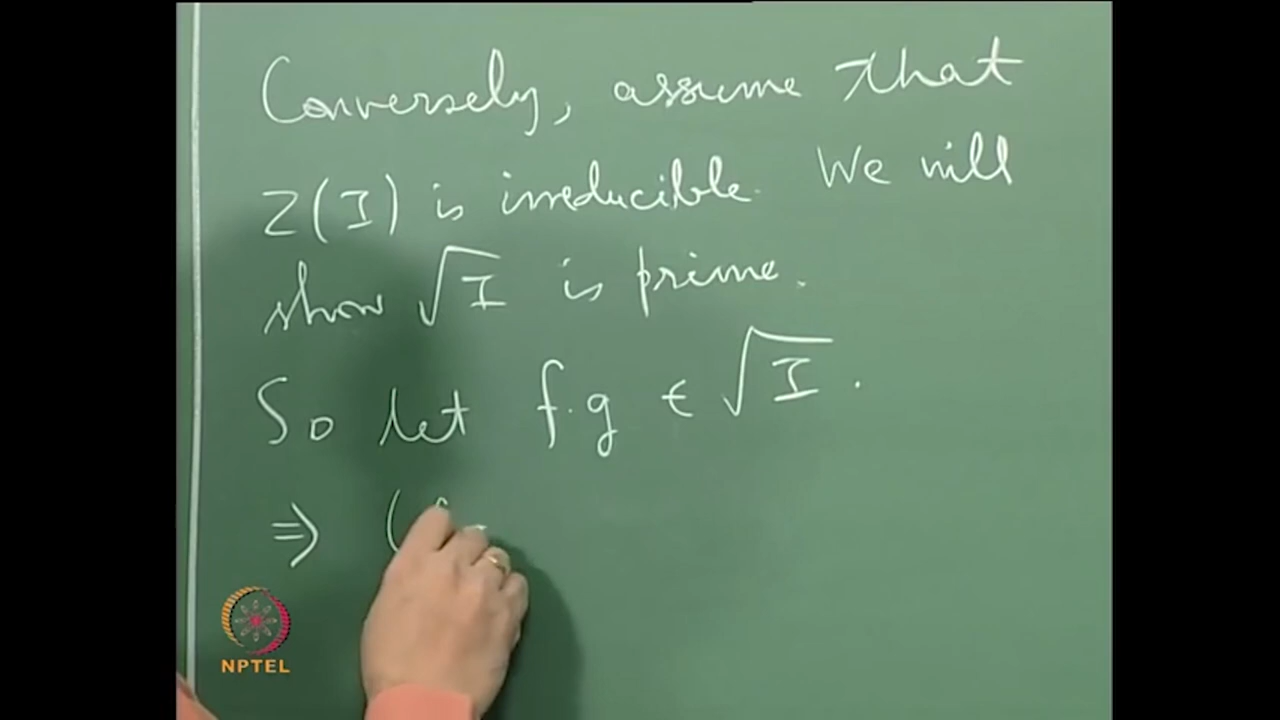 Conversely, assume that
Z(I) is irreducible. We will
show √I is prime.
So let f.g ∈ √I.
⇒ (
NPTEL